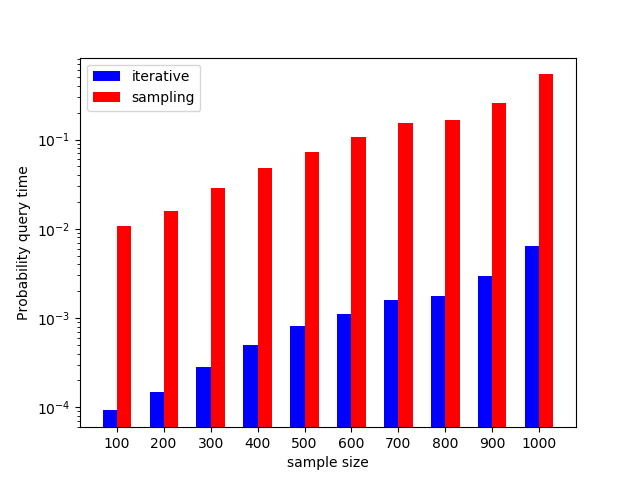 iterative
sampling
Probability query time
10⁻¹
10⁻²
10⁻³
10⁻⁴
100 200 300 400 500 600 700 800 900 1000
sample size